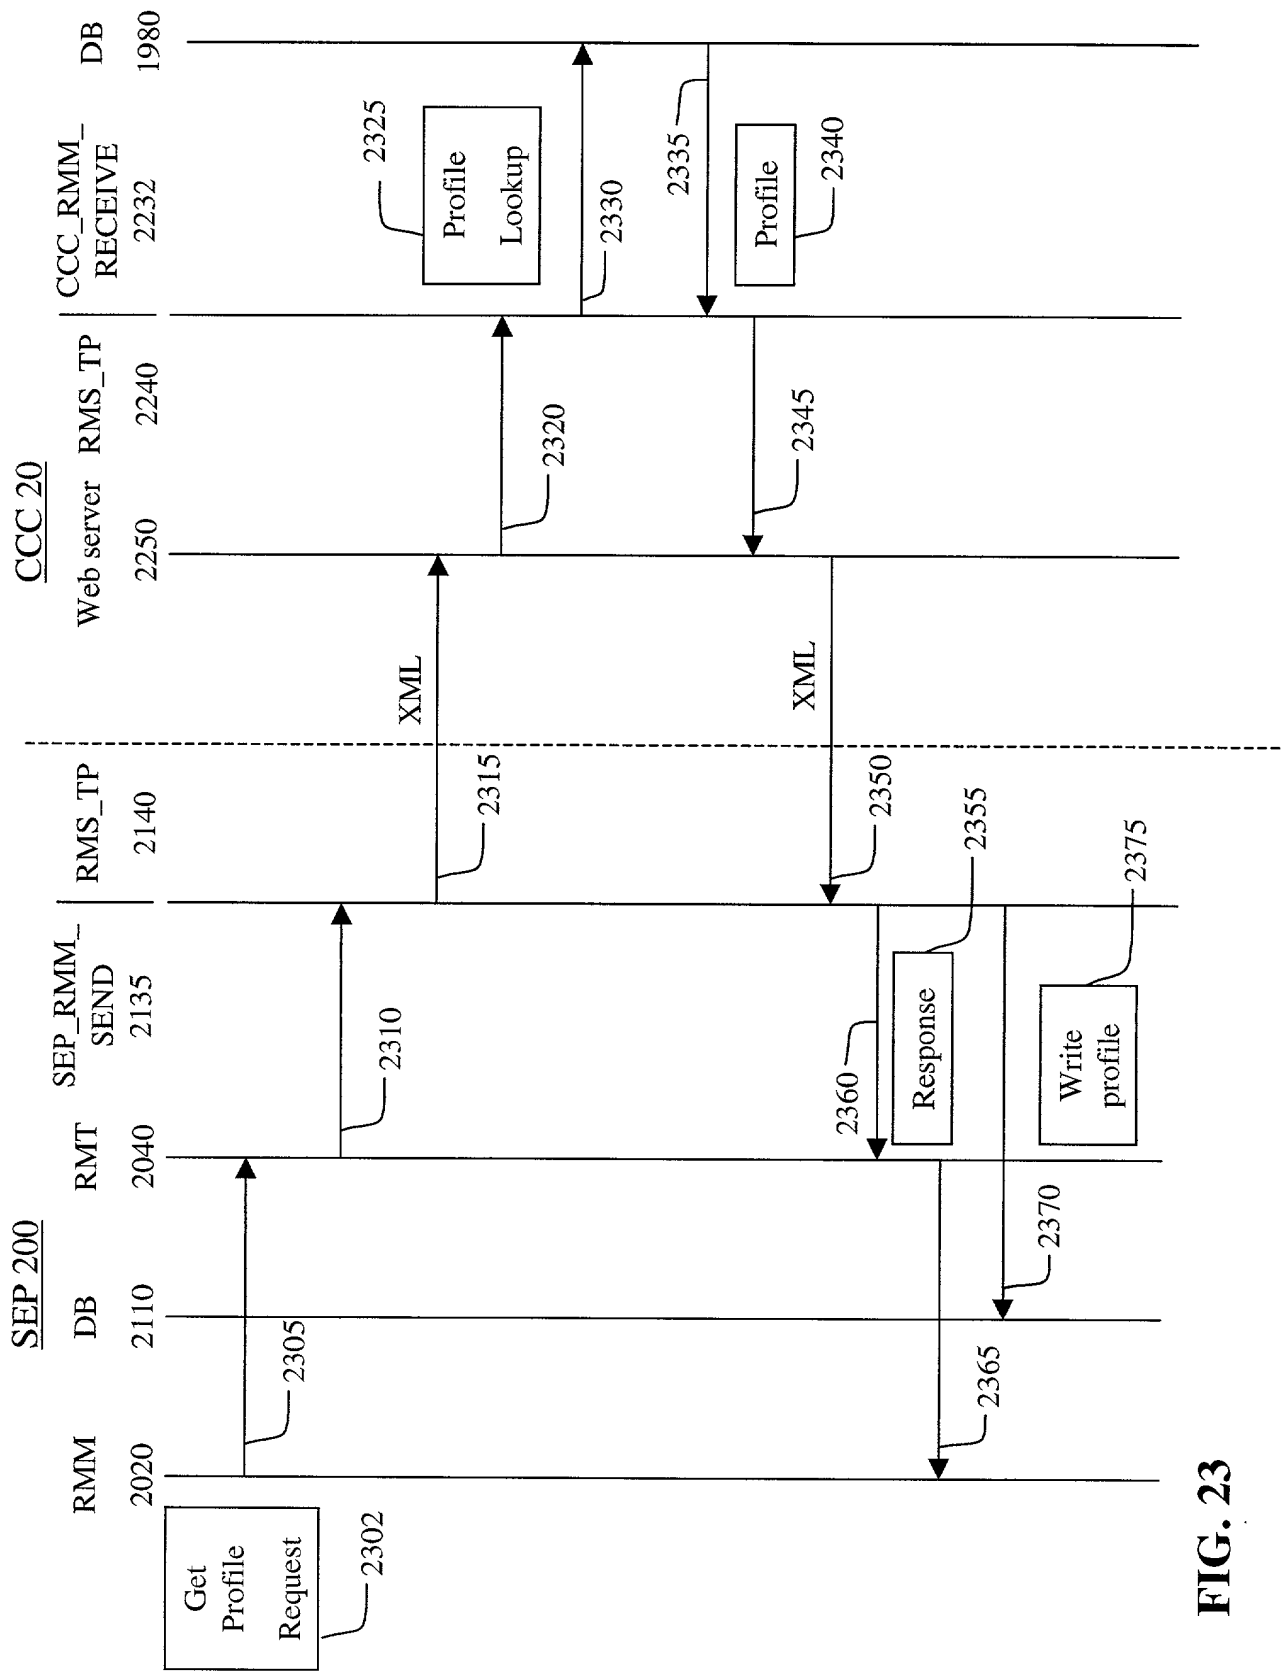 SEP 200
CCC 20
RMM
2020
DB
2110
RMT
2040
SEP_RMM_
SEND
2135
RMS_TP
2140
Web server
2250
RMS_TP
2240
CCC_RMM_
RECEIVE
2232
DB
1980
Get
Profile
Request
2302
2305
2310
2315
XML
2320
Profile
Lookup
2325
2330
2335
Profile
2340
2345
XML
2350
Response
2355
2360
2365
2370
Write
profile
2375
FIG. 23